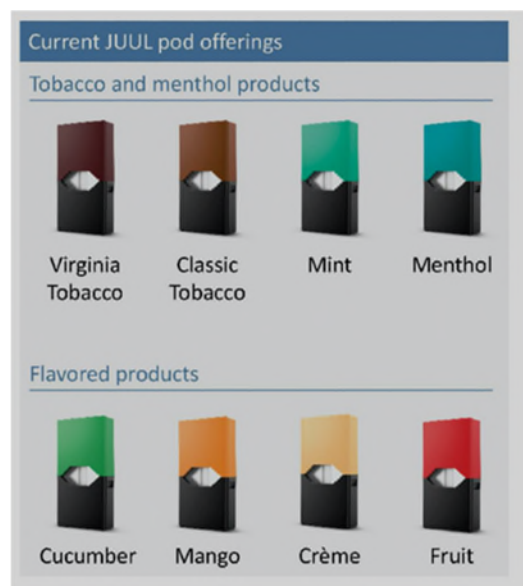 Current JUUL pod offerings
Tobacco and menthol products
Virginia Tobacco
Classic Tobacco
Mint
Menthol
Flavored products
Cucumber
Mango
Crème
Fruit